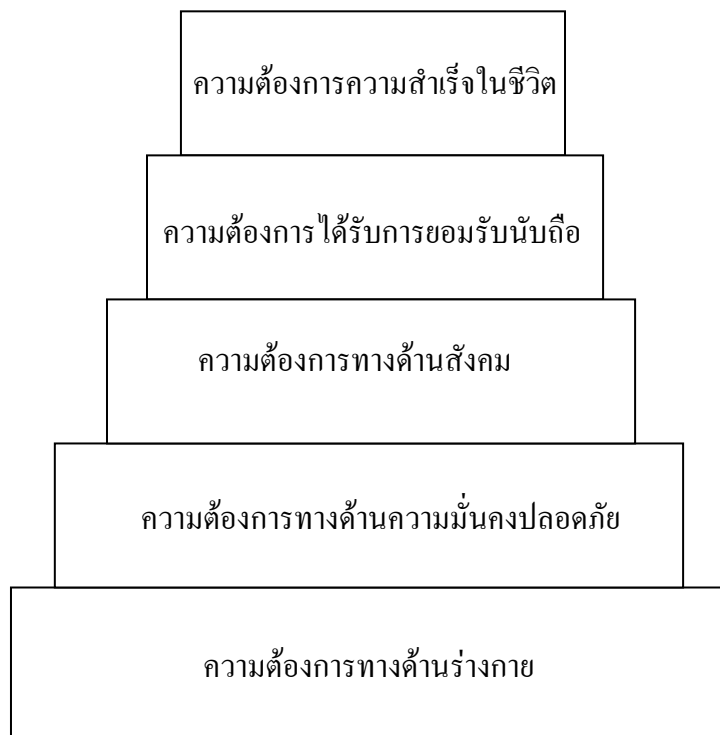 ความต้องการความสำเร็จในชีวิต
ความต้องการได้รับการยอมรับนับถือ
ความต้องการทางด้านสังคม
ความต้องการทางด้านความมั่นคงปลอดภัย
ความต้องการทางด้านร่างกาย